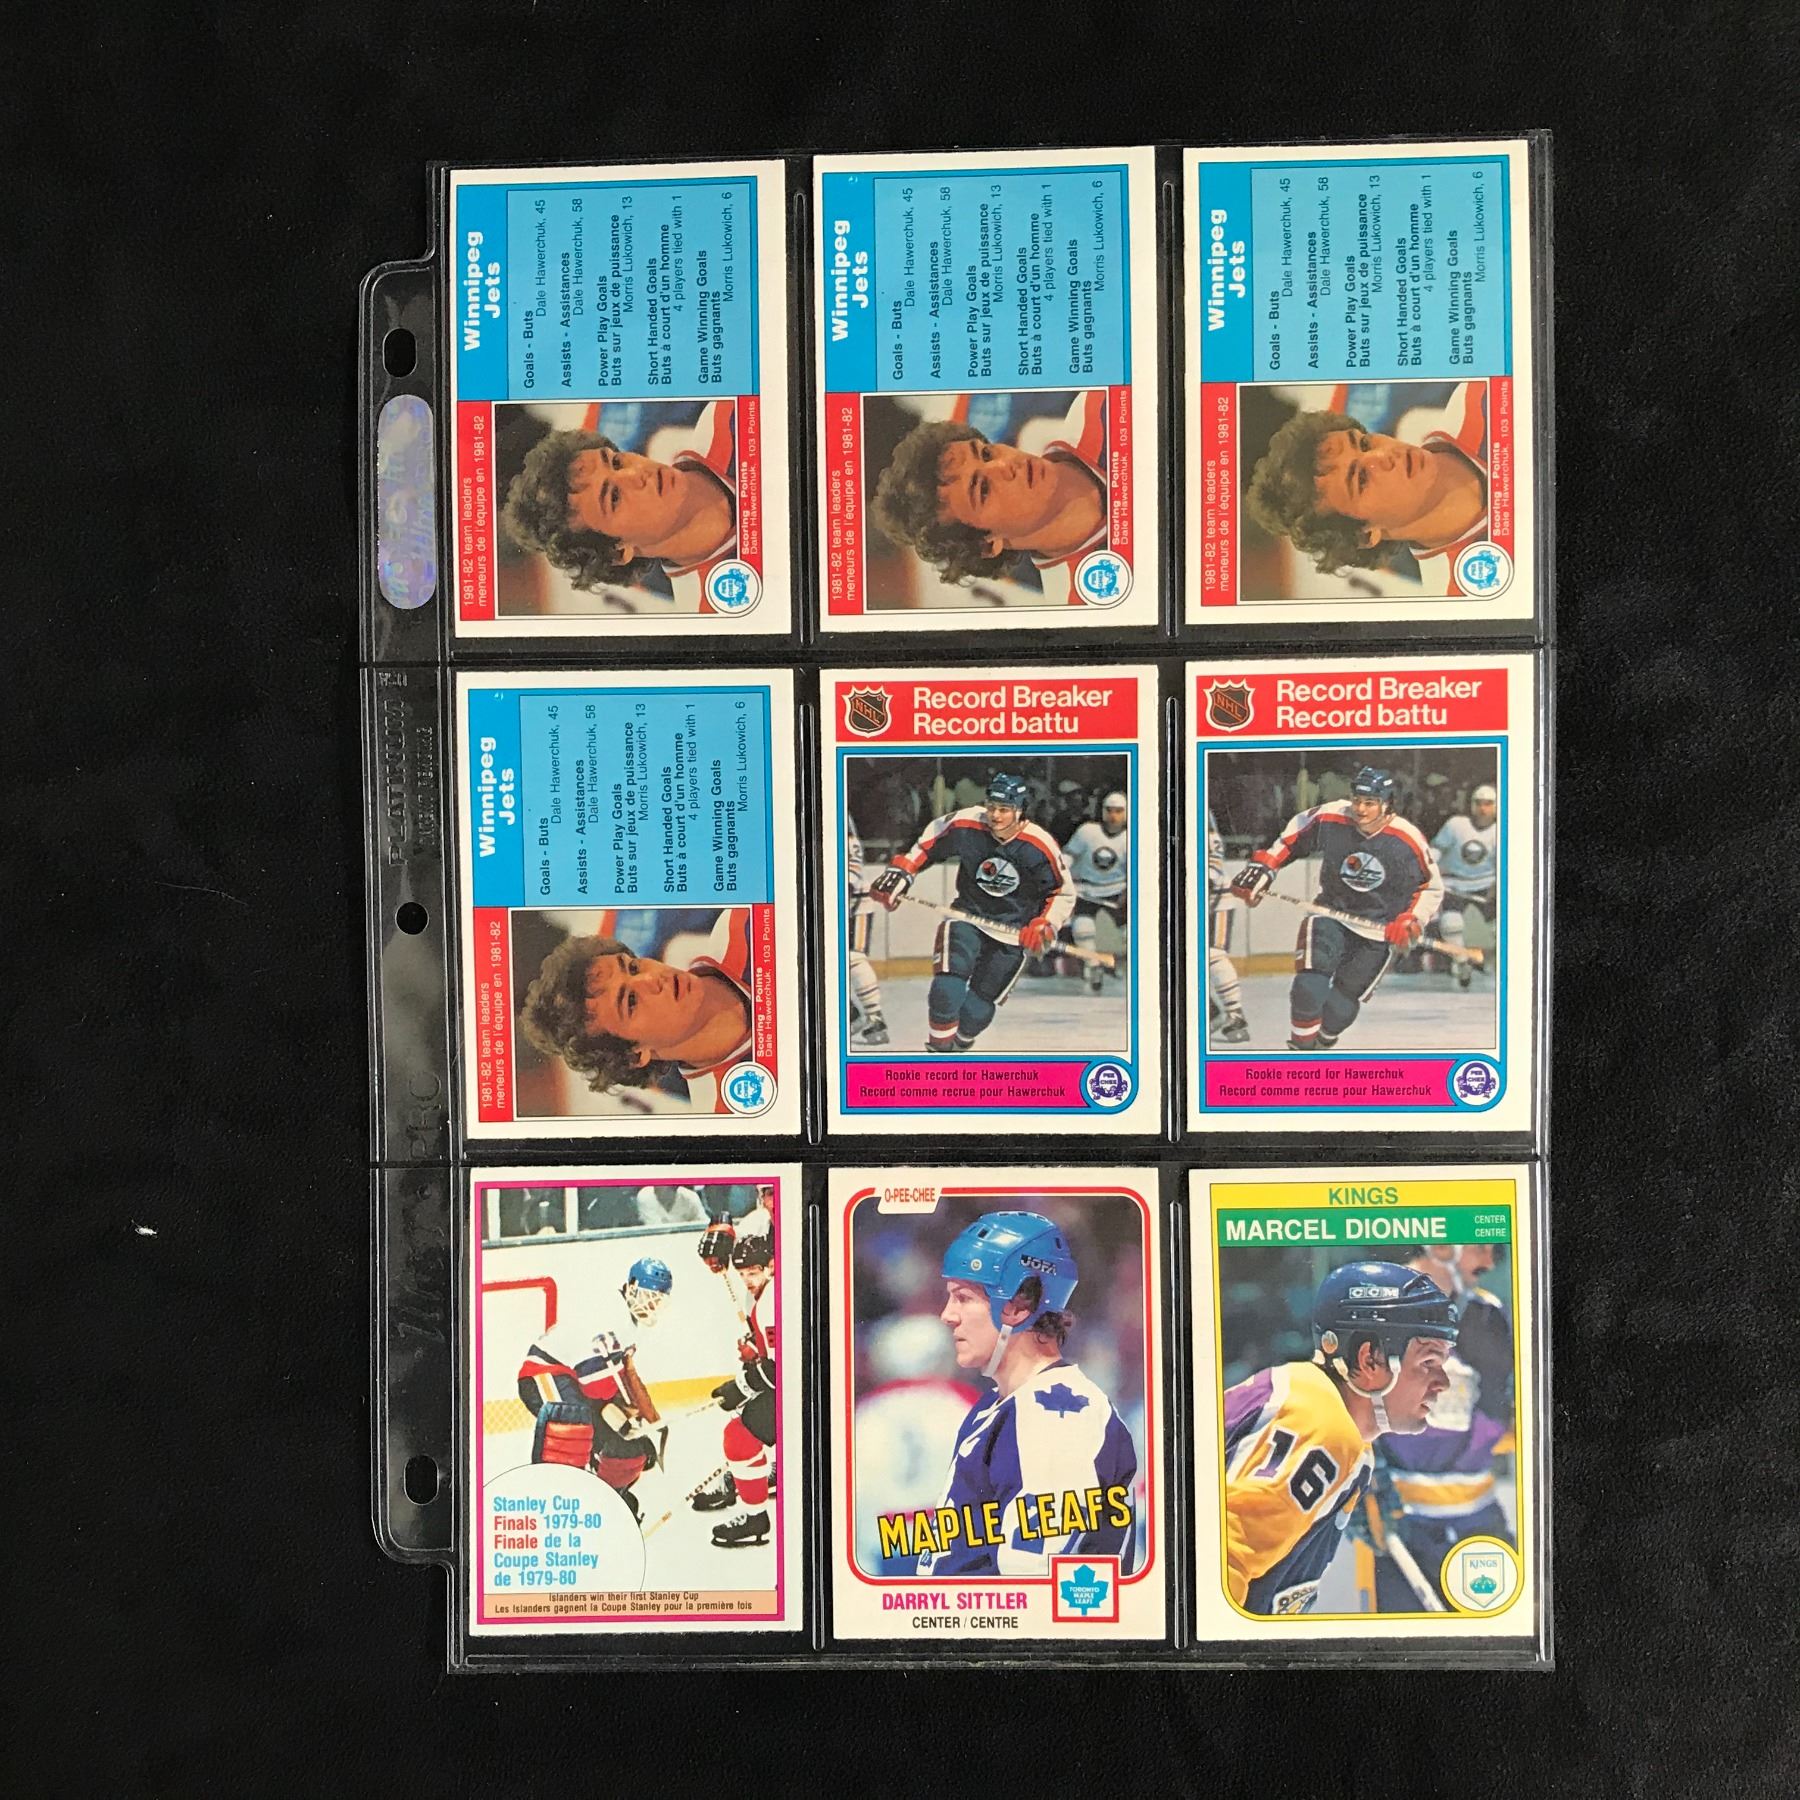 Winnipeg
Jets
Goals - Buts
Dale Hawerchuk, 45
Assists - Assistances
Dale Hawerchuk, 58
Power Play Goals
Buts sur jeux de puissance
Morris Lukowich, 13
Short Handed Goals
Buts à court d'un homme
4 players tied with 1
Game Winning Goals
Buts gagnants
Morris Lukowich, 6
1981-82 team leaders
meneurs de l'équipe en 1981-82
Scoring - Points
Dale Hawerchuk, 103 Points
Winnipeg
Jets
Goals - Buts
Dale Hawerchuk, 45
Assists - Assistances
Dale Hawerchuk, 58
Power Play Goals
Buts sur jeux de puissance
Morris Lukowich, 13
Short Handed Goals
Buts à court d'un homme
4 players tied with 1
Game Winning Goals
Buts gagnants
Morris Lukowich, 6
1981-82 team leaders
meneurs de l'équipe en 1981-82
Scoring - Points
Dale Hawerchuk, 103 Points
Winnipeg
Jets
Goals - Buts
Dale Hawerchuk, 45
Assists - Assistances
Dale Hawerchuk, 58
Power Play Goals
Buts sur jeux de puissance
Morris Lukowich, 13
Short Handed Goals
Buts à court d'un homme
4 players tied with 1
Game Winning Goals
Buts gagnants
Morris Lukowich, 6
1981-82 team leaders
meneurs de l'équipe en 1981-82
Scoring - Points
Dale Hawerchuk, 103 Points
PLATINUM
Winnipeg
Jets
Goals - Buts
Dale Hawerchuk, 45
Assists - Assistances
Dale Hawerchuk, 58
Power Play Goals
Buts sur jeux de puissance
Morris Lukowich, 13
Short Handed Goals
Buts à court d'un homme
4 players tied with 1
Game Winning Goals
Buts gagnants
Morris Lukowich, 6
1981-82 team leaders
meneurs de l'équipe en 1981-82
Scoring - Points
Dale Hawerchuk, 103 Points
NHL
Record Breaker
Record battu
JETS
Rookie record for Hawerchuk
Record comme recrue pour Hawerchuk
PEE
CHEE
NHL
Record Breaker
Record battu
JETS
Rookie record for Hawerchuk
Record comme recrue pour Hawerchuk
PEE
CHEE
Stanley Cup
Finals 1979-80
Finale de la
Coupe Stanley
de 1979-80
Islanders win their first Stanley Cup
Les Islanders gagnent la Coupe Stanley pour la première fois
O-PEE-CHEE
JOFA
MAPLE LEAFS
DARRYL SITTLER
CENTER / CENTRE
TORONTO
MAPLE
LEAFS
KINGS
MARCEL DIONNE
CENTER
CENTRE
CCM
16
KINGS